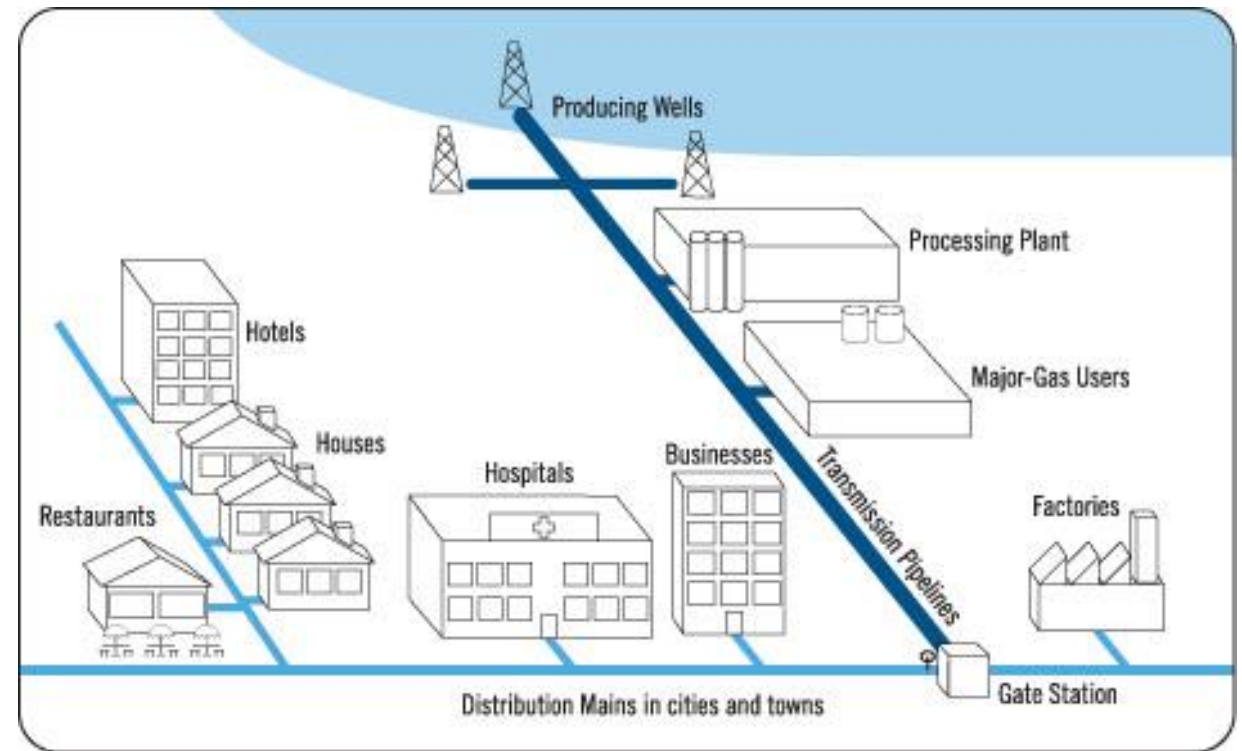 Producing Wells
Processing Plant
Hotels
Major-Gas Users
Houses
Businesses
Hospitals
Transmission Pipelines
Factories
Restaurants
Gate Station
Distribution Mains in cities and towns